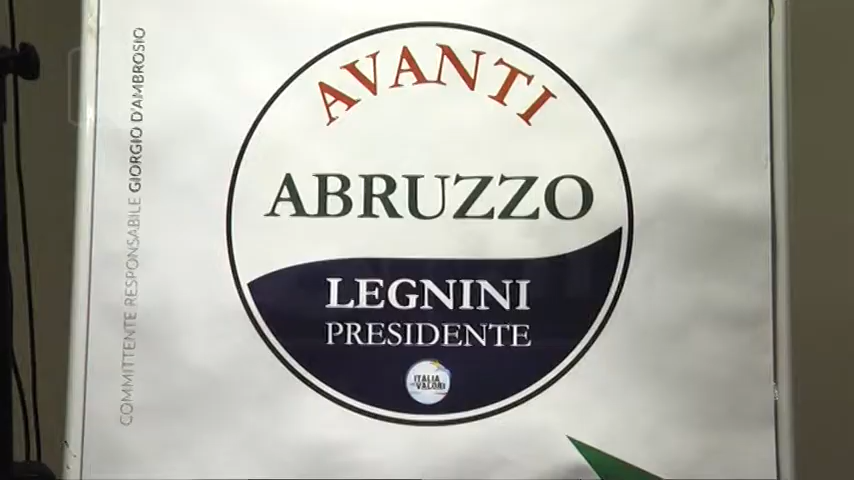 COMMITTENTE RESPONSABILE GIORGIO D'AMBROSIO
AVANTI
ABRUZZO
LEGNINI
PRESIDENTE
ITALIA
VALORI